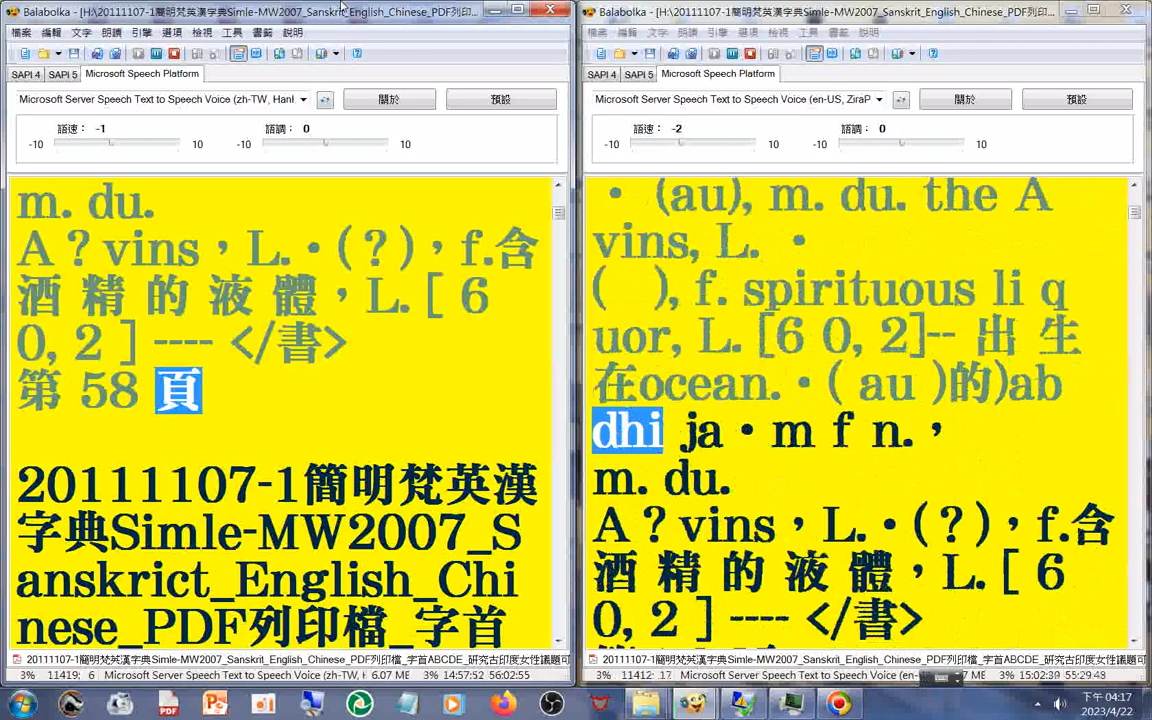 Balabolka - [H:\20111107-1簡明梵英漢字典Simle-MW2007_Sanskrit_English_Chinese_PDF列印...
檔案 編輯 文字 朗讀 引擎 選項 檢視 工具 書籤 說明
SAPI 4 SAPI 5 Microsoft Speech Platform
Microsoft Server Speech Text to Speech Voice (zh-TW, Hanl
關於 預設
語速： -1 語調： 0
-10 10 -10 10
m. du.
A？vins，L.•(？)，f.含
酒 精 的 液 體，L.[ 6
0, 2 ] ---- </書>
第 58 頁
20111107-1簡明梵英漢
字典Simle-MW2007_S
anskrict_English_Chi
nese_PDF列印檔_字首
20111107-1簡明梵英漢字典Simle-MW2007_Sanskrit_English_Chinese_PDF列印檔_字首ABCDE_研究古印度女性議題可
3% 11419: 6 Microsoft Server Speech Text to Speech Voice (zh-TW, H 6.07 MB 3% 14:57:52 56:02:55
Balabolka - [H:\20111107-1簡明梵英漢字典Simle-MW2007_Sanskrit_English_Chinese_PDF列印...
檔案 編輯 文字 朗讀 引擎 選項 檢視 工具 書籤 說明
SAPI 4 SAPI 5 Microsoft Speech Platform
Microsoft Server Speech Text to Speech Voice (en-US, ZiraP
關於 預設
語速： -2 語調： 0
-10 10 -10 10
• (au), m. du. the A
vins, L. •
( ), f. spirituous li q
uor, L. [6 0, 2]-- 出 生
在ocean.•( au )的)ab
dhi ja•m f n.，
m. du.
A？vins，L.•(？)，f.含
酒 精 的 液 體，L.[ 6
0, 2 ] ---- </書>
20111107-1簡明梵英漢字典Simle-MW2007_Sanskrit_English_Chinese_PDF列印檔_字首ABCDE_研究古印度女性議題可
3% 11412: 17 Microsoft Server Speech Text to Speech Voice (en-U 3% 15:02:39 55:29:48
下午 04:17
2023/4/22